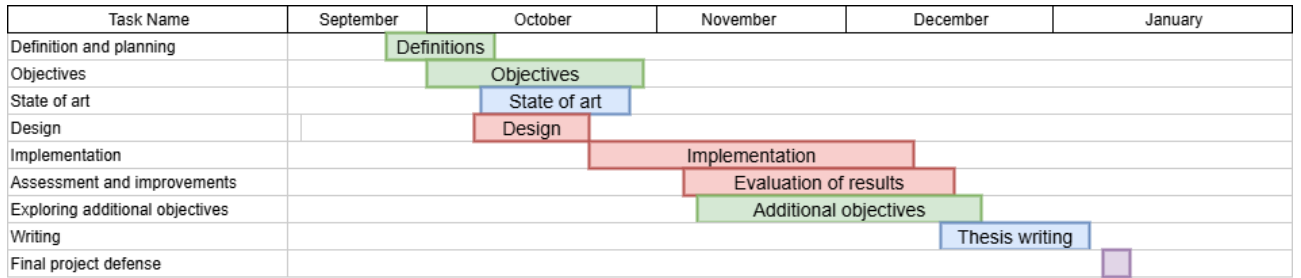 Task Name September October November December January
Definition and planning Definitions
Objectives Objectives
State of art State of art
Design Design
Implementation Implementation
Assessment and improvements Evaluation of results
Exploring additional objectives Additional objectives
Writing Thesis writing
Final project defense